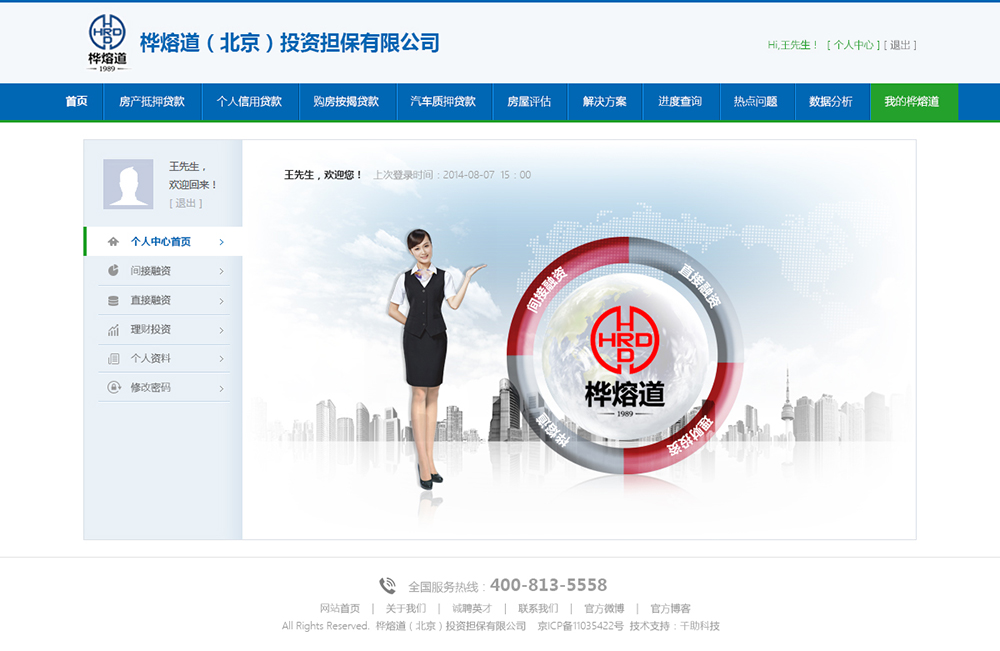 HRD
D
桦熔道
1989
桦熔道（北京）投资担保有限公司
Hi,王先生！ [ 个人中心 ] [ 退出 ]
首页 房产抵押贷款 个人信用贷款 购房按揭贷款 汽车质押贷款 房屋评估 解决方案 进度查询 热点问题 数据分析 我的桦熔道
王先生，
欢迎回来！
[ 退出 ]
个人中心首页
间接融资
直接融资
理财投资
个人资料
修改密码
王先生，欢迎您！ 上次登录时间：2014-08-07 15：00
间接融资
直接融资
H
HRD
D
桦熔道
1989
桦熔道
理财投资
全国服务热线：400-813-5558
网站首页 | 关于我们 | 诚聘英才 | 联系我们 | 官方微博 | 官方博客
All Rights Reserved. 桦熔道（北京）投资担保有限公司 京ICP备11035422号 技术支持：千助科技